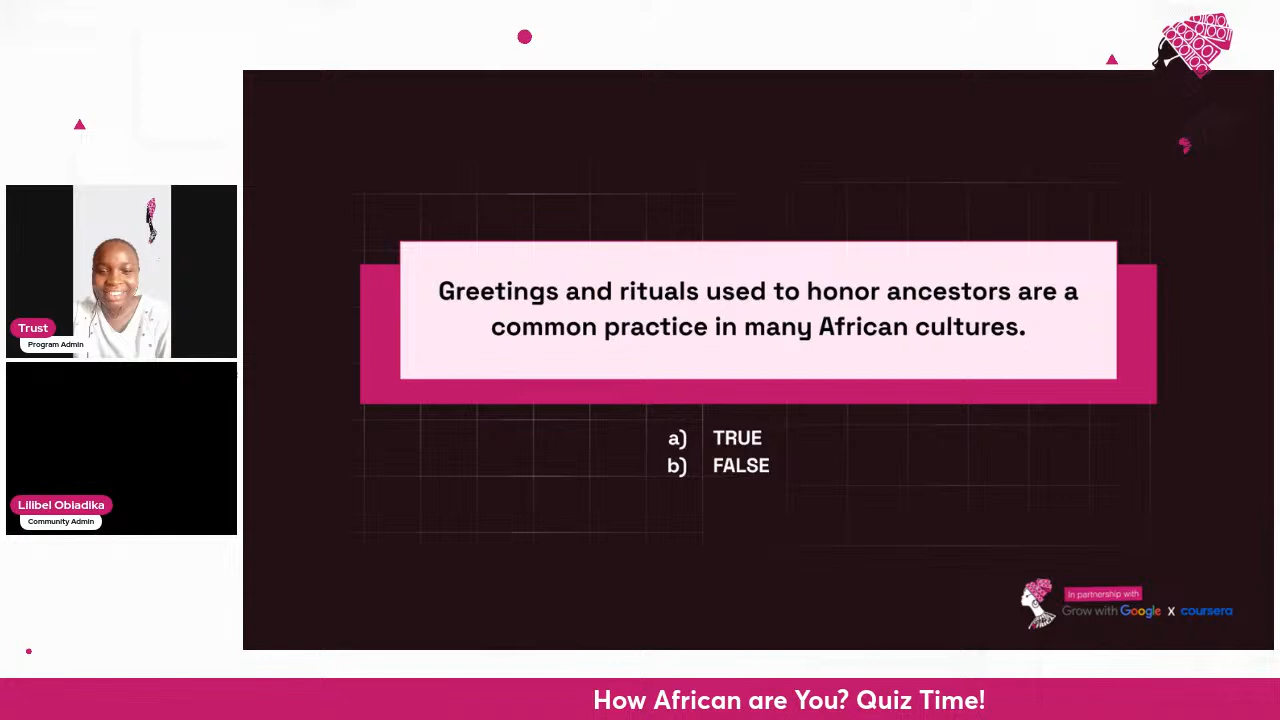 Greetings and rituals used to honor ancestors are a
common practice in many African cultures.
a) TRUE
b) FALSE
Trust
Program Admin
Lilibel Obiadika
Community Admin
In partnership with
Grow with Google X coursera
How African are You? Quiz Time!